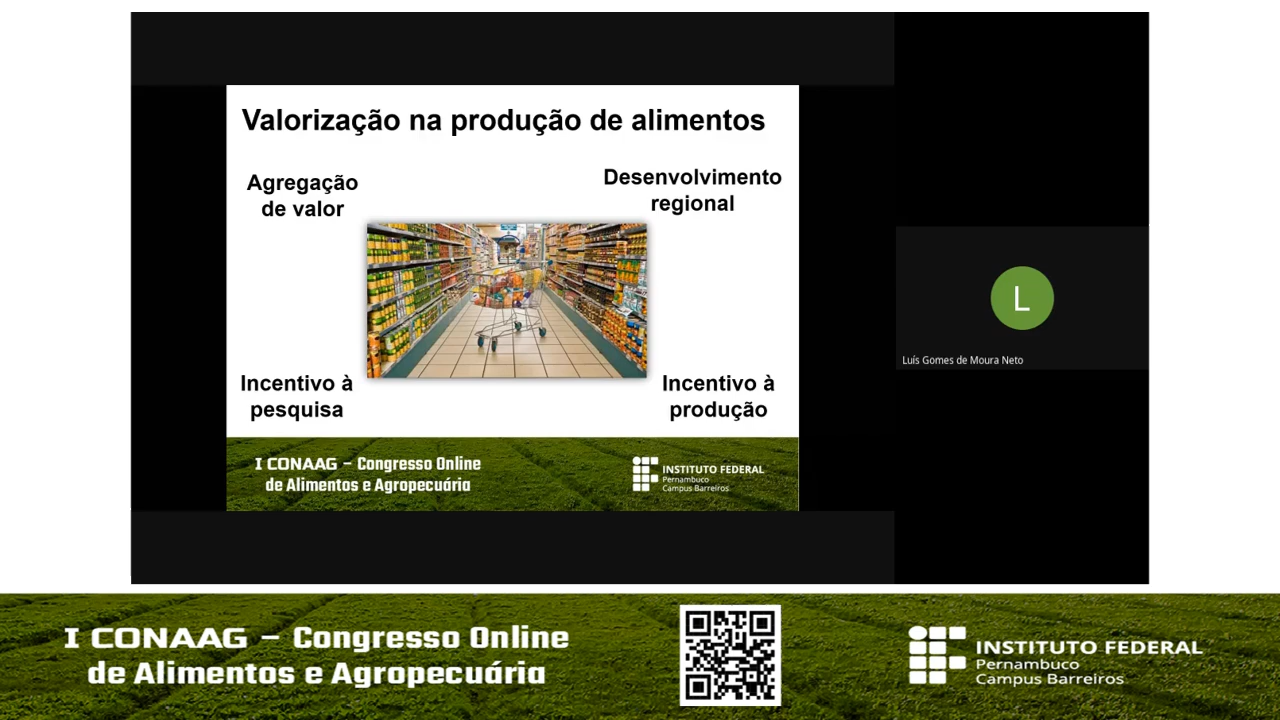 Valorização na produção de alimentos
Agregação
de valor
Desenvolvimento
regional
Incentivo à
pesquisa
Incentivo à
produção
I CONAAG – Congresso Online
de Alimentos e Agropecuária
INSTITUTO FEDERAL
Pernambuco
Campus Barreiros
L
Luís Gomes de Moura Neto
I CONAAG – Congresso Online
de Alimentos e Agropecuária
INSTITUTO FEDERAL
Pernambuco
Campus Barreiros